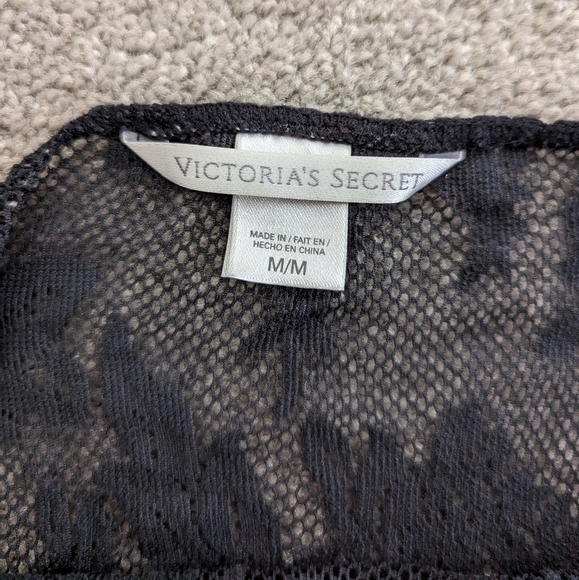 VICTORIA'S SECRET
MADE IN / FAIT EN /
HECHO EN CHINA
M/M